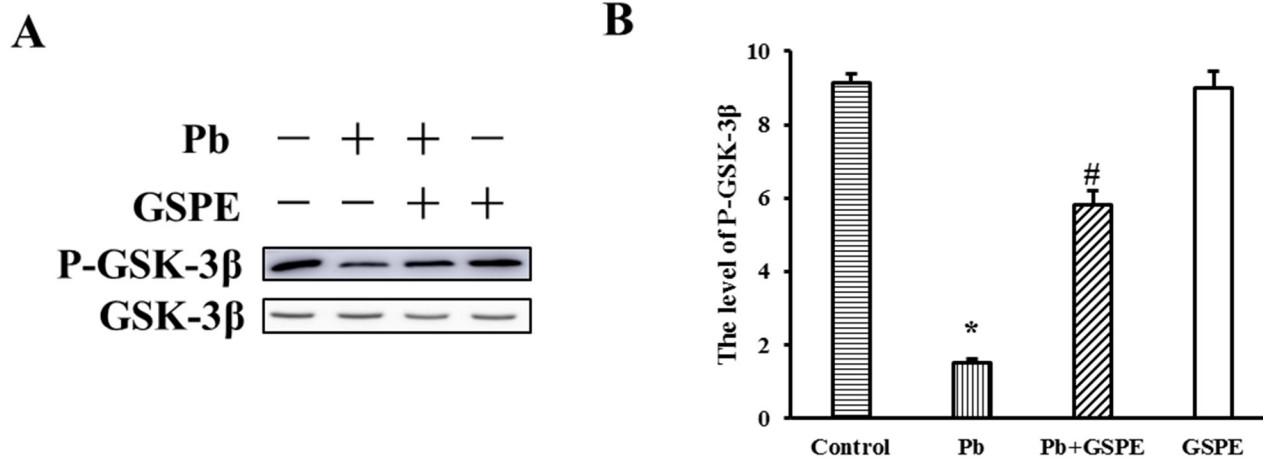 A
Pb − + + −
GSPE − − + +
P-GSK-3β
GSK-3β
B
The level of P-GSK-3β
10
8
6
4
2
0
*
#
Control Pb Pb+GSPE GSPE